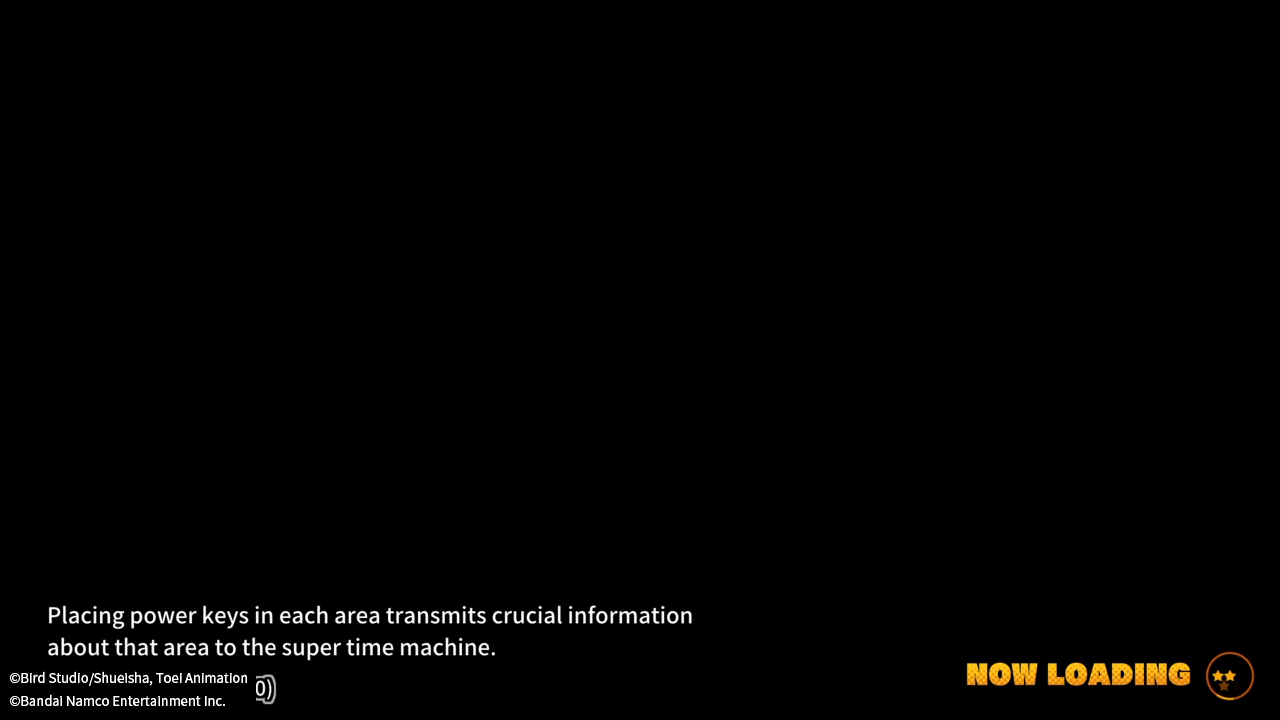 Placing power keys in each area transmits crucial information
about that area to the super time machine.
©Bird Studio/Shueisha, Toei Animation
©Bandai Namco Entertainment Inc.
NOW LOADING